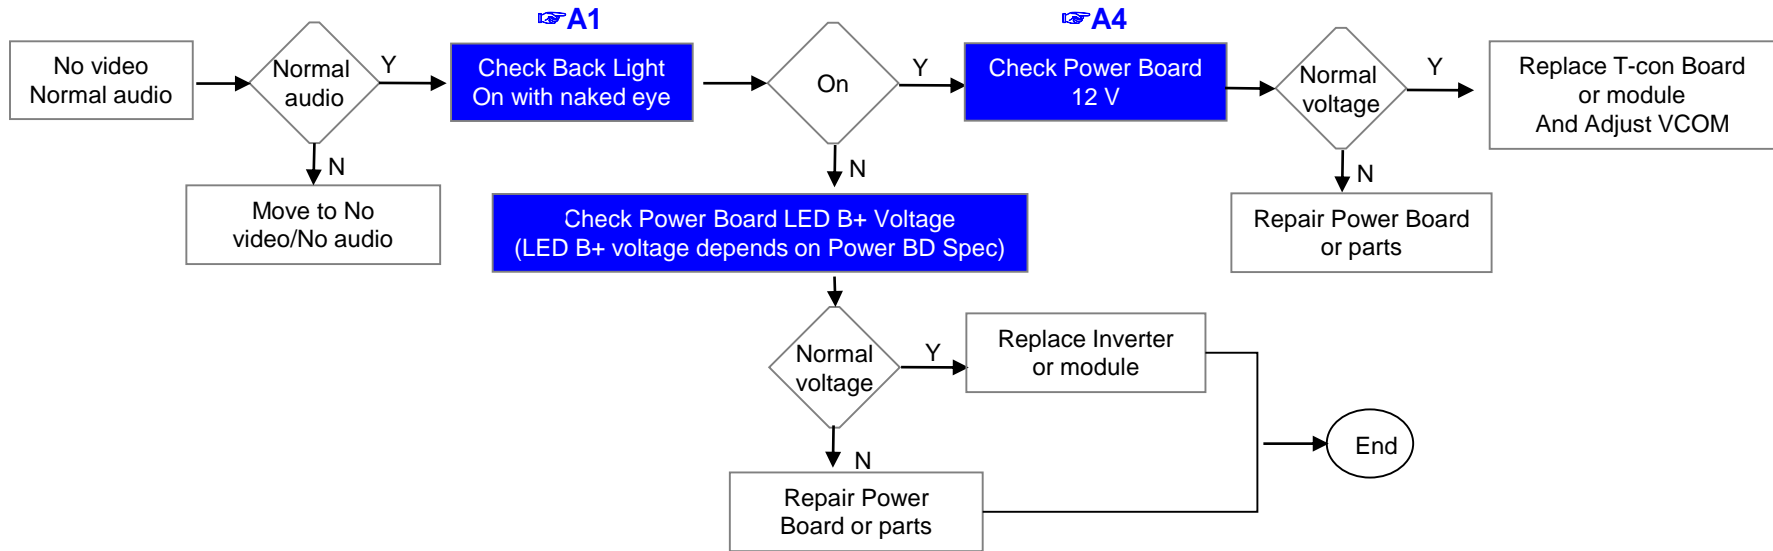 ☞A1
☞A4
No video
Normal audio
Normal
audio
Y
Check Back Light
On with naked eye
On
Y
Check Power Board
12 V
Normal
voltage
Y
Replace T-con Board
or module
And Adjust VCOM
N
Move to No
video/No audio
N
Check Power Board LED B+ Voltage
(LED B+ voltage depends on Power BD Spec)
N
Repair Power Board
or parts
Normal
voltage
Y
Replace Inverter
or module
End
N
Repair Power
Board or parts